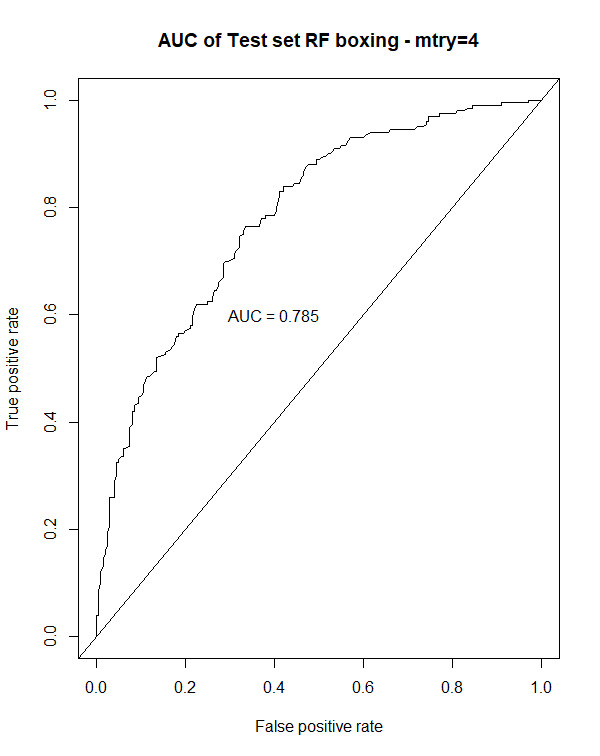 AUC of Test set RF boxing - mtry=4
True positive rate
1.0
0.8
0.6
0.4
0.2
0.0
AUC = 0.785
0.0 0.2 0.4 0.6 0.8 1.0
False positive rate